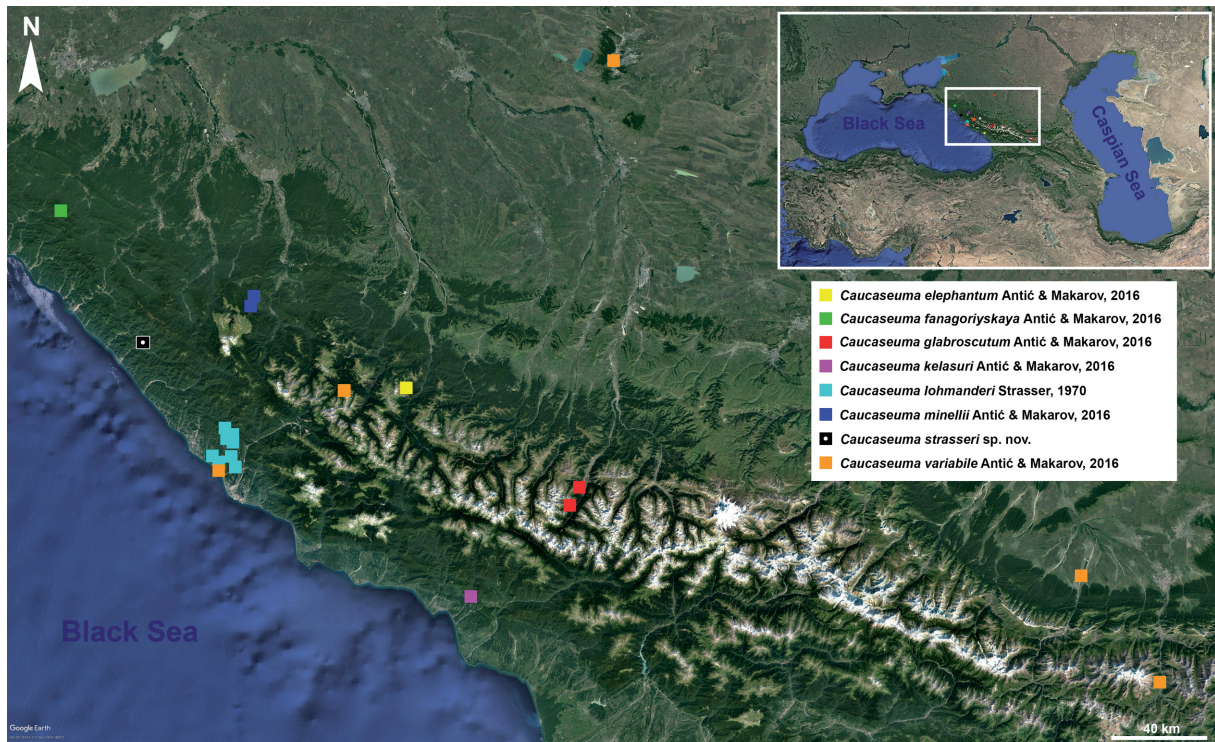 N
Black Sea
Caspian Sea
Caucaseuma elephantum Antić & Makarov, 2016
Caucaseuma fanagoriyskaya Antić & Makarov, 2016
Caucaseuma glabroscutum Antić & Makarov, 2016
Caucaseuma kelasuri Antić & Makarov, 2016
Caucaseuma lohmanderi Strasser, 1970
Caucaseuma minellii Antić & Makarov, 2016
Caucaseuma strasseri sp. nov.
Caucaseuma variabile Antić & Makarov, 2016
Black Sea
Google Earth
40 km